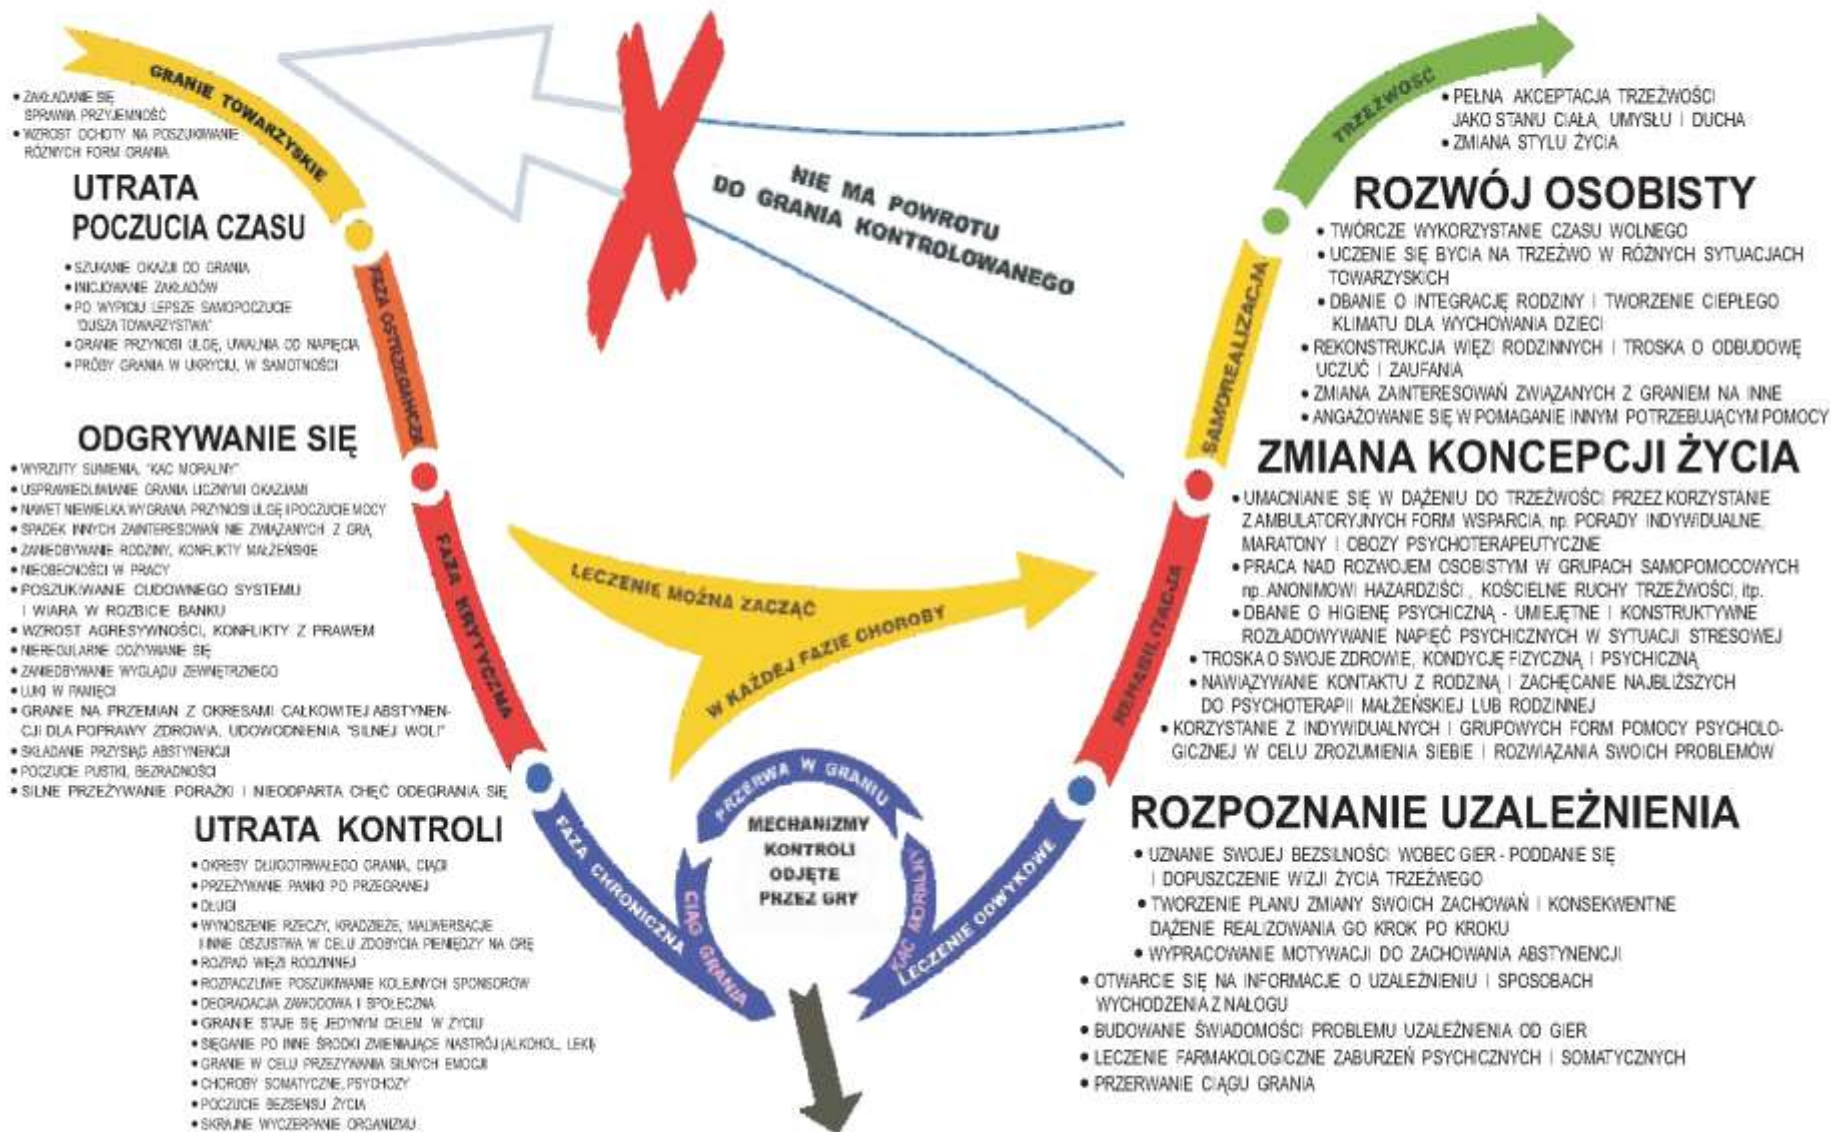 GRANIE TOWARZYSKIE
• ZAKŁADANIE SIĘ
SPRAWIA PRZYJEMNOŚĆ
• WZROST OCHOTY NA POSZUKIWANIE
RÓŻNYCH FORM GRANIA
UTRATA
POCZUCIA CZASU
• SZUKANIE OKAZJI DO GRANIA
• INICJOWANIE ZAKŁADÓW
• PO WYPICIU LEPSZE SAMOPOCZUCIE
"DUSZA TOWARZYSTWA"
• GRANIE PRZYNOSI ULGĘ, UWALNIA OD NAPIĘCIA
• PRÓBY GRANIA W UKRYCIU, W SAMOTNOŚCI
FAZA OSTRZEGAWCZA
ODGRYWANIE SIĘ
• WYRZUTY SUMIENIA, "KAC MORALNY"
• USPRAWIEDLIWIANIE GRANIA LICZNYMI OKAZJAMI
• NAWET NIEWIELKA WYGRANA PRZYNOSI ULGĘ I POCZUCIE MOCY
• SPADEK INNYCH ZAINTERESOWAŃ NIE ZWIĄZANYCH Z GRĄ
• ZANIEDBYWANIE RODZINY, KONFLIKTY MAŁŻEŃSKIE
• NIEOBECNOŚCI W PRACY
• POSZUKIWANIE CUDOWNEGO SYSTEMU
I WIARA W ROZBICIE BANKU
• WZROST AGRESYWNOŚCI, KONFLIKTY Z PRAWEM
• NIEREGULARNE ODŻYWIANIE SIĘ
• ZANIEDBYWANIE WYGLĄDU ZEWNĘTRZNEGO
• LUKI W PAMIĘCI
• GRANIE NA PRZEMIAN Z OKRESAMI CAŁKOWITEJ ABSTYNEN-
CJI DLA POPRAWY ZDROWIA, UDOWODNIENIA "SILNEJ WOLI"
• SKŁADANIE PRZYSIĄG ABSTYNENCJI
• POCZUCIE PUSTKI, BEZRADNOŚCI
• SILNE PRZEŻYWANIE PORAŻKI I NIEODPARTA CHĘĆ ODEGRANIA SIĘ
FAZA KRYTYCZNA
UTRATA KONTROLI
• OKRESY DŁUGOTRWAŁEGO GRANIA, CIĄGI
• PRZEŻYWANIE PANIKI PO PRZEGRANEJ
• DŁUGI
• WYNOSZENIE RZECZY, KRADZIEŻE, MALWERSACJE
I INNE OSZUSTWA W CELU ZDOBYCIA PIENIĘDZY NA GRĘ
• ROZPAD WIĘZI RODZINNEJ
• ROZPACZLIWE POSZUKIWANIE KOLEJNYCH SPONSORÓW
• DEGRADACJA ZAWODOWA I SPOŁECZNA
• GRANIE STAJE SIĘ JEDYNYM CELEM W ŻYCIU
• SIĘGANIE PO INNE ŚRODKI ZMIENIAJĄCE NASTRÓJ (ALKOHOL, LEKI)
• GRANIE W CELU PRZEŻYWANIA SILNYCH EMOCJI
• CHOROBY SOMATYCZNE, PSYCHOZY
• POCZUCIE BEZSENSU ŻYCIA
• SKRAJNE WYCZERPANIE ORGANIZMU
FAZA CHRONICZNA
NIE MA POWROTU
DO GRANIA KONTROLOWANEGO
LECZENIE MOŻNA ZACZĄĆ
W KAŻDEJ FAZIE CHOROBY
PRZERWA W GRANIU
MECHANIZMY
KONTROLI
ODJĘTE
PRZEZ GRY
CIĄG GRANIA
KAC MORALNY
LECZENIE ODWYKOWE
REHABILITACJA
SAMOREALIZACJA
TRZEŹWOŚĆ
• PEŁNA AKCEPTACJA TRZEŹWOŚCI
JAKO STANU CIAŁA, UMYSŁU I DUCHA
• ZMIANA STYLU ŻYCIA
ROZWÓJ OSOBISTY
• TWÓRCZE WYKORZYSTANIE CZASU WOLNEGO
• UCZENIE SIĘ BYCIA NA TRZEŹWO W RÓŻNYCH SYTUACJACH
TOWARZYSKICH
• DBANIE O INTEGRACJĘ RODZINY I TWORZENIE CIEPŁEGO
KLIMATU DLA WYCHOWANIA DZIECI
• REKONSTRUKCJA WIĘZI RODZINNYCH I TROSKA O ODBUDOWĘ
UCZUĆ I ZAUFANIA
• ZMIANA ZAINTERESOWAŃ ZWIĄZANYCH Z GRANIEM NA INNE
• ANGAŻOWANIE SIĘ W POMAGANIE INNYM POTRZEBUJĄCYM POMOCY
ZMIANA KONCEPCJI ŻYCIA
• UMACNIANIE SIĘ W DĄŻENIU DO TRZEŹWOŚCI PRZEZ KORZYSTANIE
Z AMBULATORYJNYCH FORM WSPARCIA, np. PORADY INDYWIDUALNE,
MARATONY I OBOZY PSYCHOTERAPEUTYCZNE
• PRACA NAD ROZWOJEM OSOBISTYM W GRUPACH SAMOPOMOCOWYCH
np. ANONIMOWI HAZARDZIŚCI , KOŚCIELNE RUCHY TRZEŹWOŚCI, itp.
• DBANIE O HIGIENĘ PSYCHICZNĄ - UMIEJĘTNE I KONSTRUKTYWNE
ROZŁADOWYWANIE NAPIĘĆ PSYCHICZNYCH W SYTUACJI STRESOWEJ
• TROSKA O SWOJE ZDROWIE, KONDYCJĘ FIZYCZNĄ I PSYCHICZNĄ
• NAWIĄZYWANIE KONTAKTU Z RODZINĄ I ZACHĘCANIE NAJBLIŻSZYCH
DO PSYCHOTERAPII MAŁŻEŃSKIEJ LUB RODZINNEJ
• KORZYSTANIE Z INDYWIDUALNYCH I GRUPOWYCH FORM POMOCY PSYCHOLO-
GICZNEJ W CELU ZROZUMIENIA SIEBIE I ROZWIĄZANIA SWOICH PROBLEMÓW
ROZPOZNANIE UZALEŻNIENIA
• UZNANIE SWOJEJ BEZSILNOŚCI WOBEC GIER - PODDANIE SIĘ
I DOPUSZCZENIE WIZJI ŻYCIA TRZEŹWEGO
• TWORZENIE PLANU ZMIANY SWOICH ZACHOWAŃ I KONSEKWENTNE
DĄŻENIE REALIZOWANIA GO KROK PO KROKU
• WYPRACOWANIE MOTYWACJI DO ZACHOWANIA ABSTYNENCJI
• OTWARCIE SIĘ NA INFORMACJE O UZALEŻNIENIU I SPOSOBACH
WYCHODZENIA Z NAŁOGU
• BUDOWANIE ŚWIADOMOŚCI PROBLEMU UZALEŻNIENIA OD GIER
• LECZENIE FARMAKOLOGICZNE ZABURZEŃ PSYCHICZNYCH I SOMATYCZNYCH
• PRZERWANIE CIĄGU GRANIA